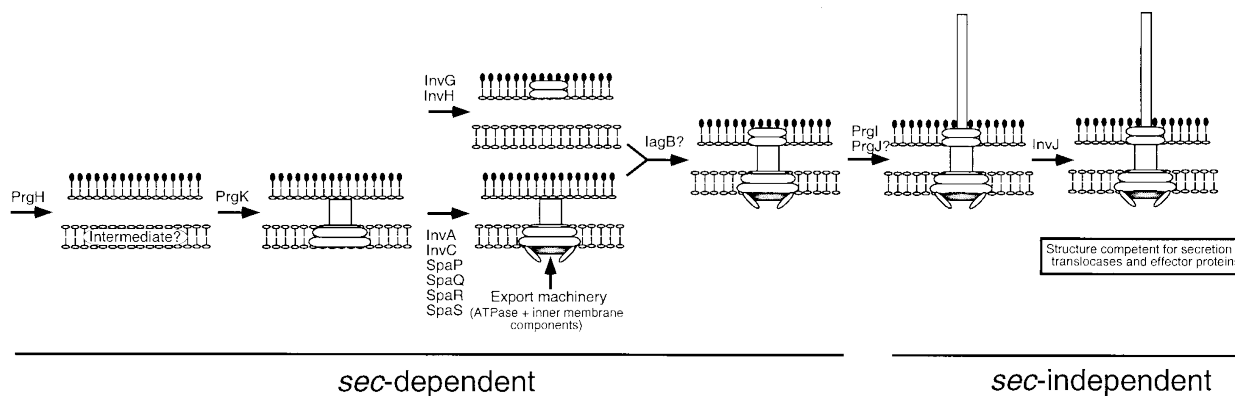 PrgH
Intermediate?
PrgK
InvG
InvH
InvA
InvC
SpaP
SpaQ
SpaR
SpaS
Export machinery
(ATPase + inner membrane
components)
IagB?
PrgI
PrgJ?
InvJ
Structure competent for secretion
translocases and effector proteins
sec-dependent
sec-independent